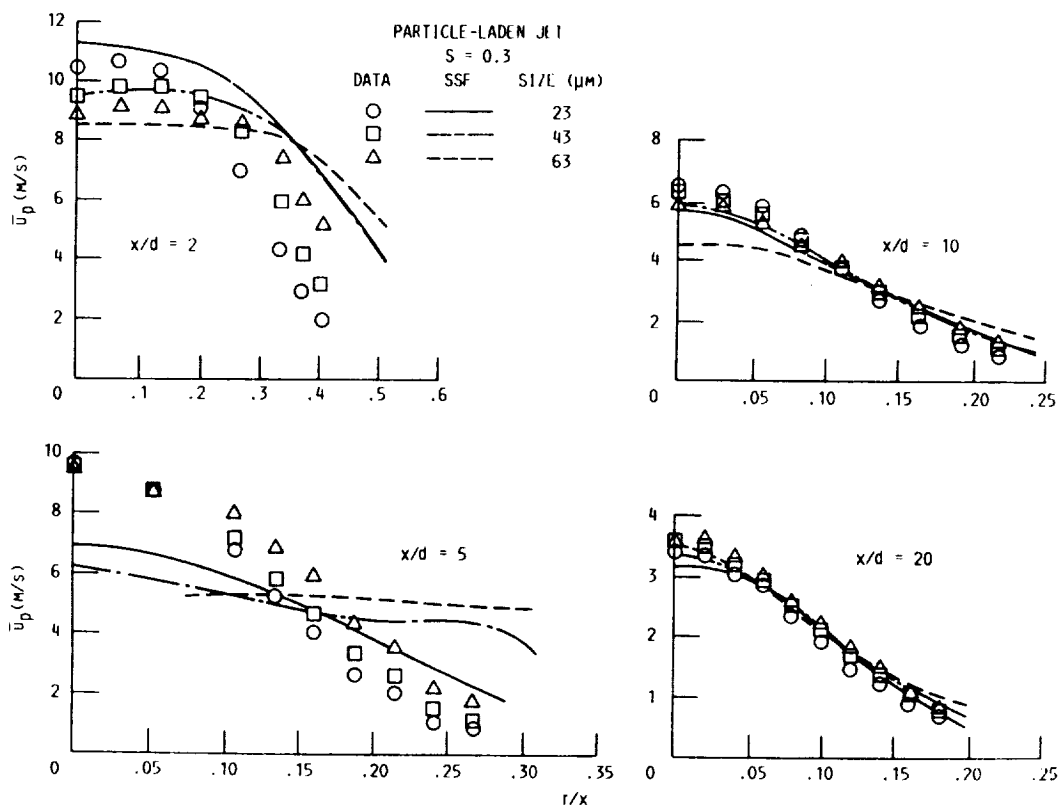 PARTICLE-LADEN JET
S = 0.3
DATA SSF SIZE (μM)
23
43
63
12
10
8
6
4
2
0
ū_p (M/S)
x/d = 2
.1 .2 .3 .4 .5 .6
8
6
4
2
0
x/d = 10
.05 .10 .15 .20 .25
10
8
6
4
2
0
ū_p (M/S)
x/d = 5
.05 .10 .15 .20 .25 .30 .35
r/x
4
3
2
1
0
x/d = 20
.05 .10 .15 .20 .25
r/x